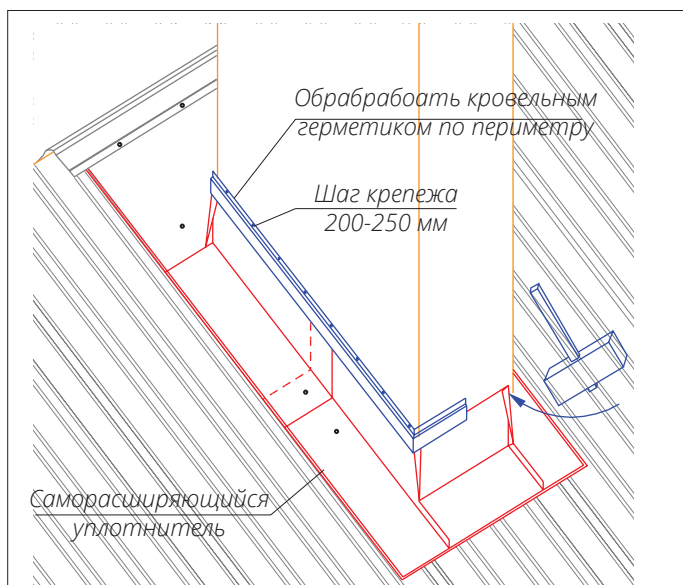 Обрабрабоать кровельным
герметиком по периметру
Шаг крепежа
200-250 мм
Саморасширяющийся
уплотнитель